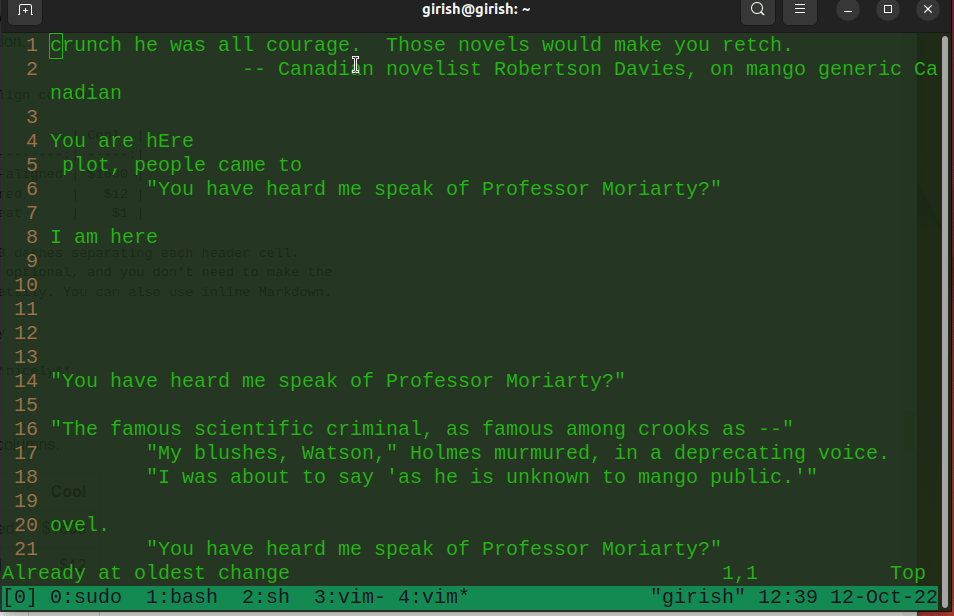 girish@girish: ~
1 crunch he was all courage.  Those novels would make you retch.
2                 -- Canadian novelist Robertson Davies, on mango generic Ca
nadian
3
4 You are hEre
5  plot, people came to
6         "You have heard me speak of Professor Moriarty?"
7
8 I am here
9
10
11
12
13
14 "You have heard me speak of Professor Moriarty?"
15
16 "The famous scientific criminal, as famous among crooks as --"
17         "My blushes, Watson," Holmes murmured, in a deprecating voice.
18         "I was about to say 'as he is unknown to mango public.'"
19
20 ovel.
21         "You have heard me speak of Professor Moriarty?"
Already at oldest change                                    1,1           Top
[0] 0:sudo  1:bash  2:sh  3:vim- 4:vim*               "girish" 12:39 12-Oct-22